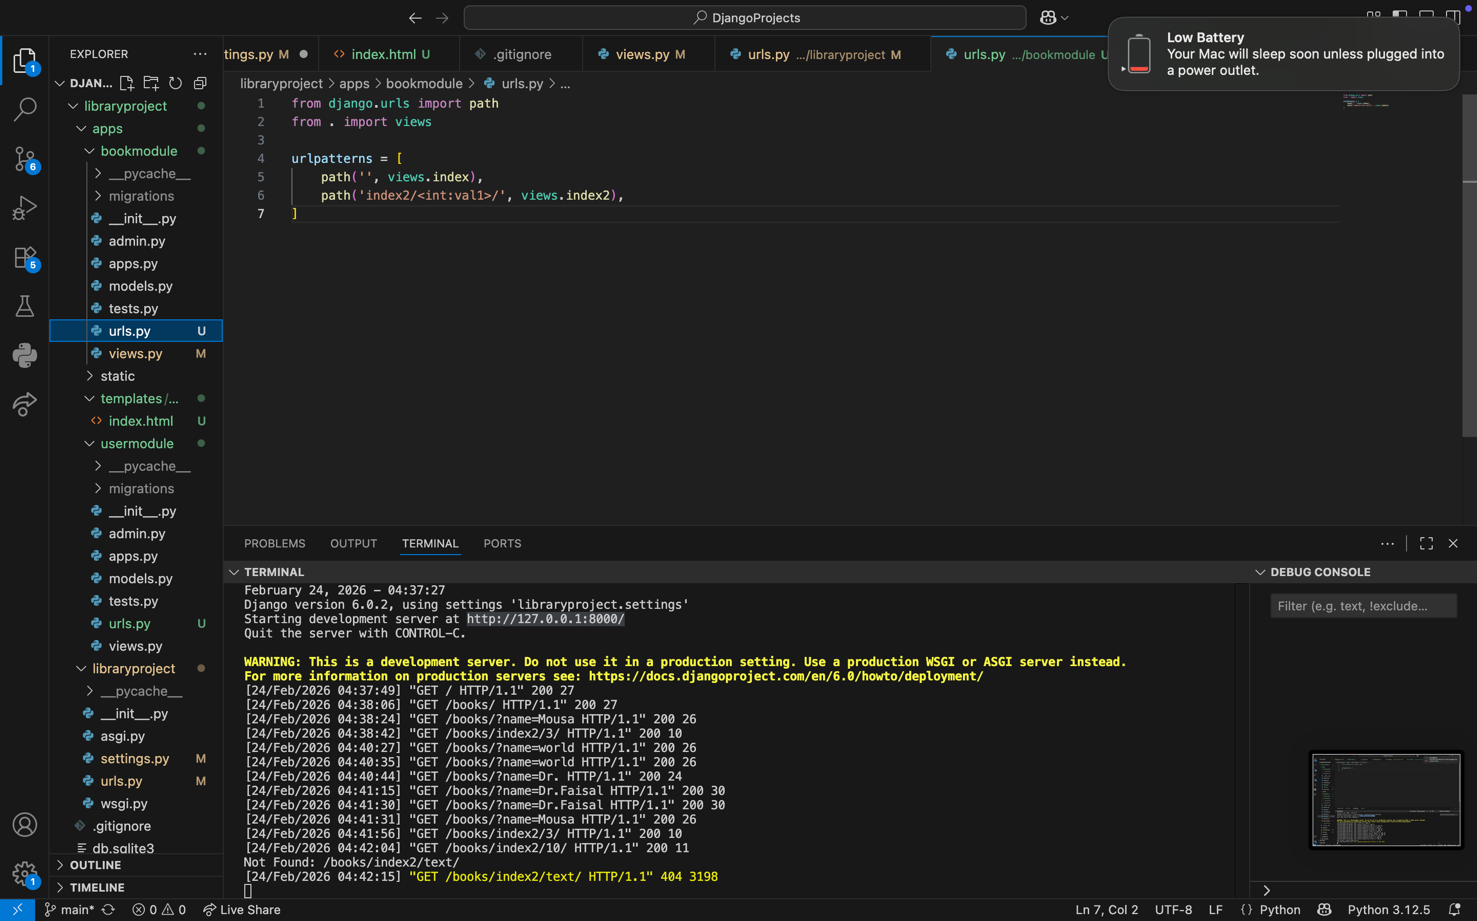 DjangoProjects
Low Battery
Your Mac will sleep soon unless plugged into
a power outlet.
EXPLORER
tings.py M
index.html U
.gitignore
views.py M
urls.py .../libraryproject M
urls.py .../bookmodule U
DJAN...
libraryproject > apps > bookmodule > urls.py > ...
libraryproject
apps
bookmodule
__pycache__
migrations
__init__.py
admin.py
apps.py
models.py
tests.py
urls.py U
views.py M
static
templates/...
index.html U
usermodule
__pycache__
migrations
__init__.py
admin.py
apps.py
models.py
tests.py
urls.py U
views.py
libraryproject
__pycache__
__init__.py
asgi.py
settings.py M
urls.py M
wsgi.py
.gitignore
db.sqlite3
OUTLINE
TIMELINE
1
6
5
1
1 from django.urls import path
2 from . import views
3
4 urlpatterns = [
5 path('', views.index),
6 path('index2/<int:val1>/', views.index2),
7 ]
PROBLEMS OUTPUT TERMINAL PORTS
TERMINAL
February 24, 2026 - 04:37:27
Django version 6.0.2, using settings 'libraryproject.settings'
Starting development server at http://127.0.0.1:8000/
Quit the server with CONTROL-C.
WARNING: This is a development server. Do not use it in a production setting. Use a production WSGI or ASGI server instead.
For more information on production servers see: https://docs.djangoproject.com/en/6.0/howto/deployment/
[24/Feb/2026 04:37:49] "GET / HTTP/1.1" 200 27
[24/Feb/2026 04:38:06] "GET /books/ HTTP/1.1" 200 27
[24/Feb/2026 04:38:24] "GET /books/?name=Mousa HTTP/1.1" 200 26
[24/Feb/2026 04:38:42] "GET /books/index2/3/ HTTP/1.1" 200 10
[24/Feb/2026 04:40:27] "GET /books/?name=world HTTP/1.1" 200 26
[24/Feb/2026 04:40:35] "GET /books/?name=world HTTP/1.1" 200 26
[24/Feb/2026 04:40:44] "GET /books/?name=Dr. HTTP/1.1" 200 24
[24/Feb/2026 04:41:15] "GET /books/?name=Dr.Faisal HTTP/1.1" 200 30
[24/Feb/2026 04:41:30] "GET /books/?name=Dr.Faisal HTTP/1.1" 200 30
[24/Feb/2026 04:41:31] "GET /books/?name=Mousa HTTP/1.1" 200 26
[24/Feb/2026 04:41:56] "GET /books/index2/3/ HTTP/1.1" 200 10
[24/Feb/2026 04:42:04] "GET /books/index2/10/ HTTP/1.1" 200 11
Not Found: /books/index2/text/
[24/Feb/2026 04:42:15] "GET /books/index2/text/ HTTP/1.1" 404 3198
DEBUG CONSOLE
Filter (e.g. text, !exclude...
main* 0 0 Live Share
Ln 7, Col 2 UTF-8 LF {} Python Python 3.12.5